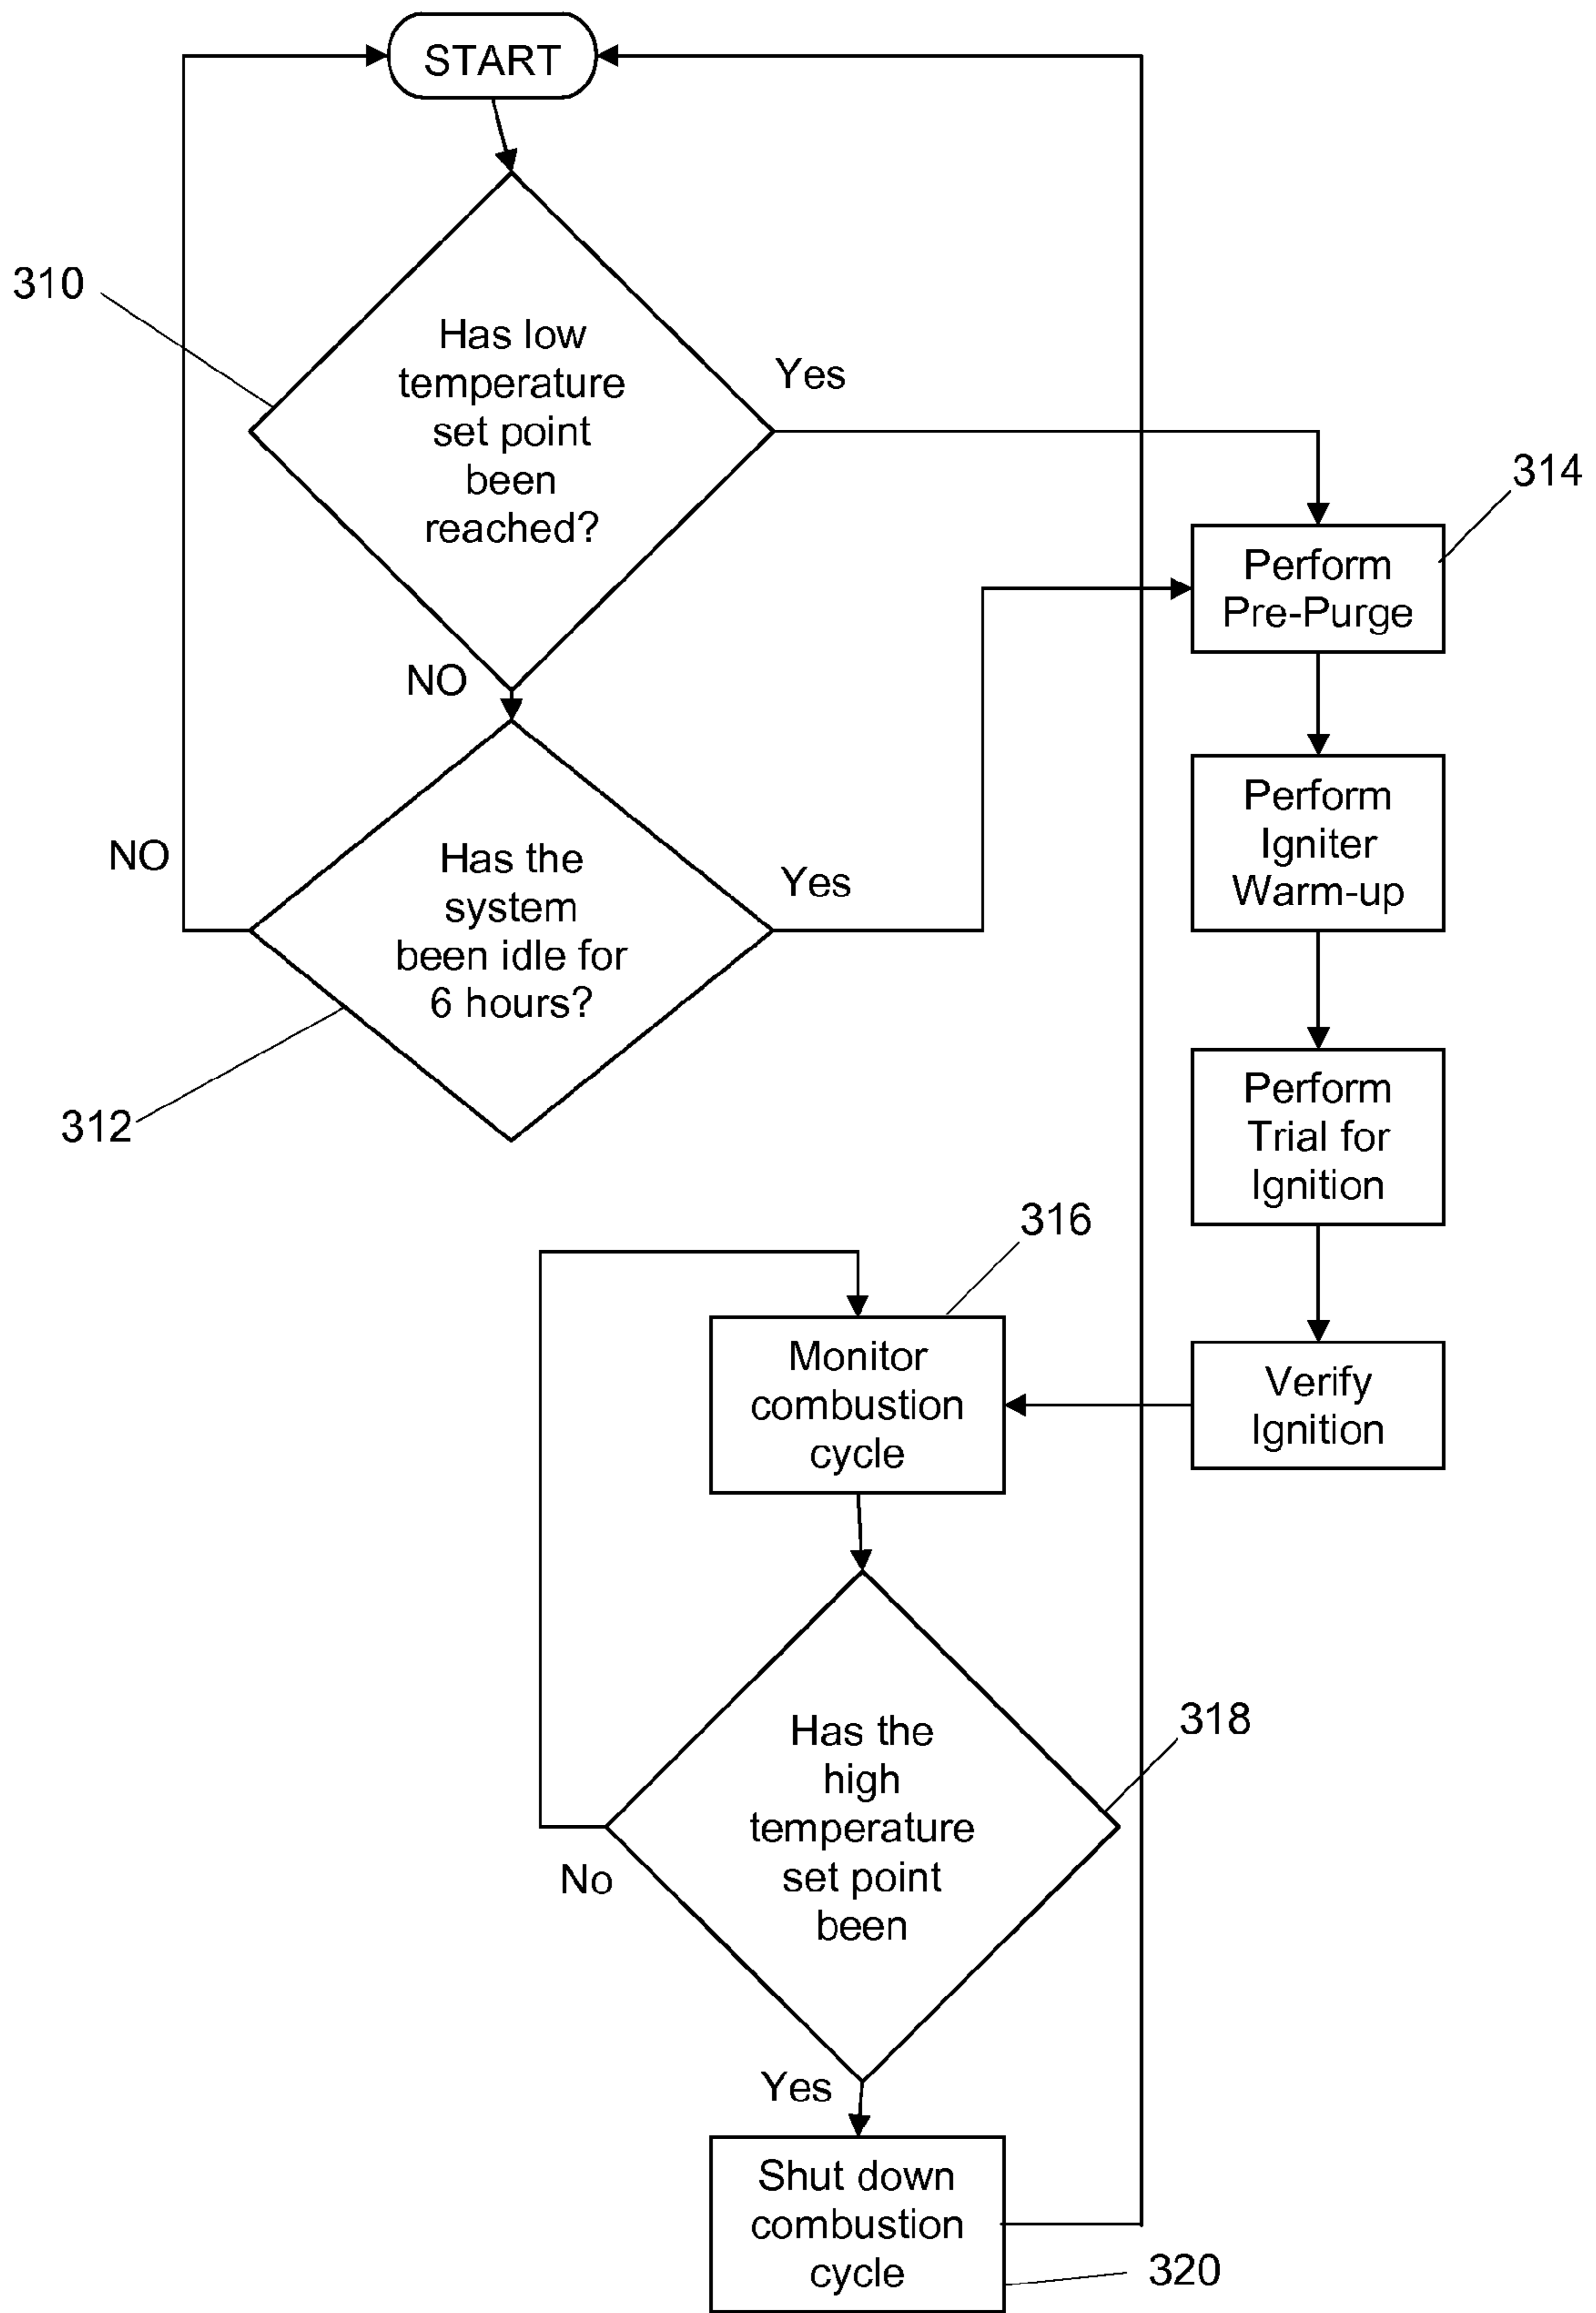 START
310
Has low
temperature
set point
been
reached?
Yes
314
Perform
Pre-Purge
NO
Perform
Igniter
Warm-up
NO
Has the
system
been idle for
6 hours?
Yes
312
Perform
Trial for
Ignition
316
Monitor
combustion
cycle
Verify
Ignition
318
Has the
high
temperature
set point
been
No
Yes
Shut down
combustion
cycle
320